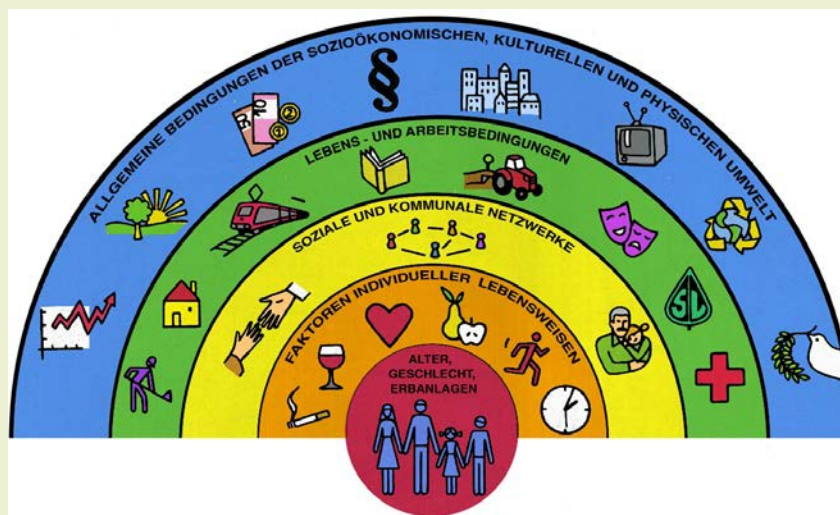 ALLGEMEINE BEDINGUNGEN DER SOZIOÖKONOMISCHEN, KULTURELLEN UND PHYSISCHEN UMWELT
§
LEBENS - UND ARBEITSBEDINGUNGEN
SOZIALE UND KOMMUNALE NETZWERKE
FAKTOREN INDIVIDUELLER LEBENSWEISEN
ALTER,
GESCHLECHT,
ERBANLAGEN